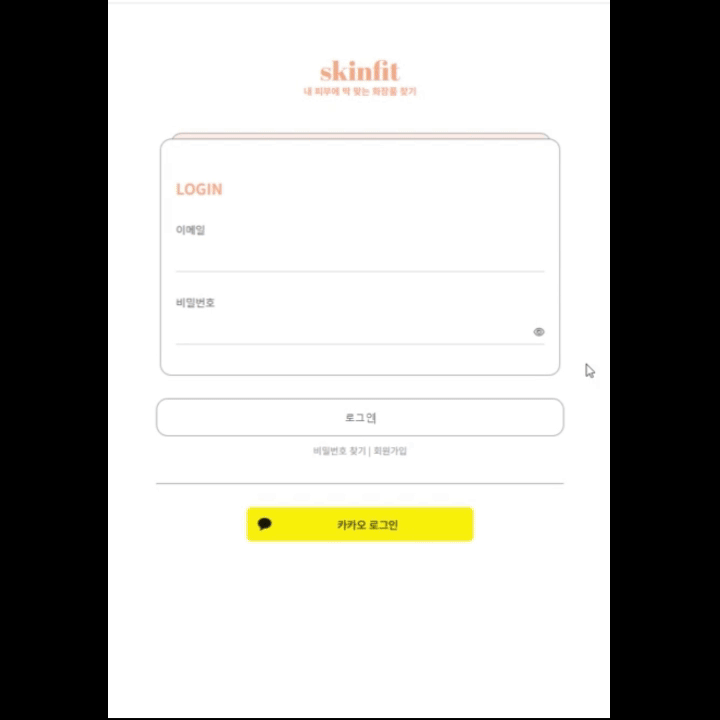 skinfit
내 피부에 딱 맞는 화장품 찾기
LOGIN
이메일
비밀번호
로그인
비밀번호 찾기 | 회원가입
카카오 로그인